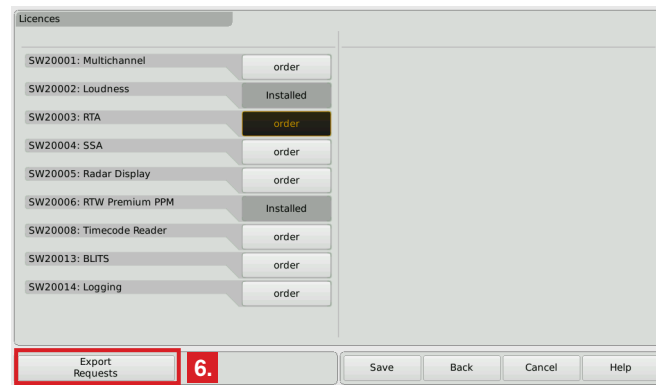 Licences
SW20001: Multichannel order
SW20002: Loudness Installed
SW20003: RTA order
SW20004: SSA order
SW20005: Radar Display order
SW20006: RTW Premium PPM Installed
SW20008: Timecode Reader order
SW20013: BLITS order
SW20014: Logging order
Export
Requests
6.
Save Back Cancel Help